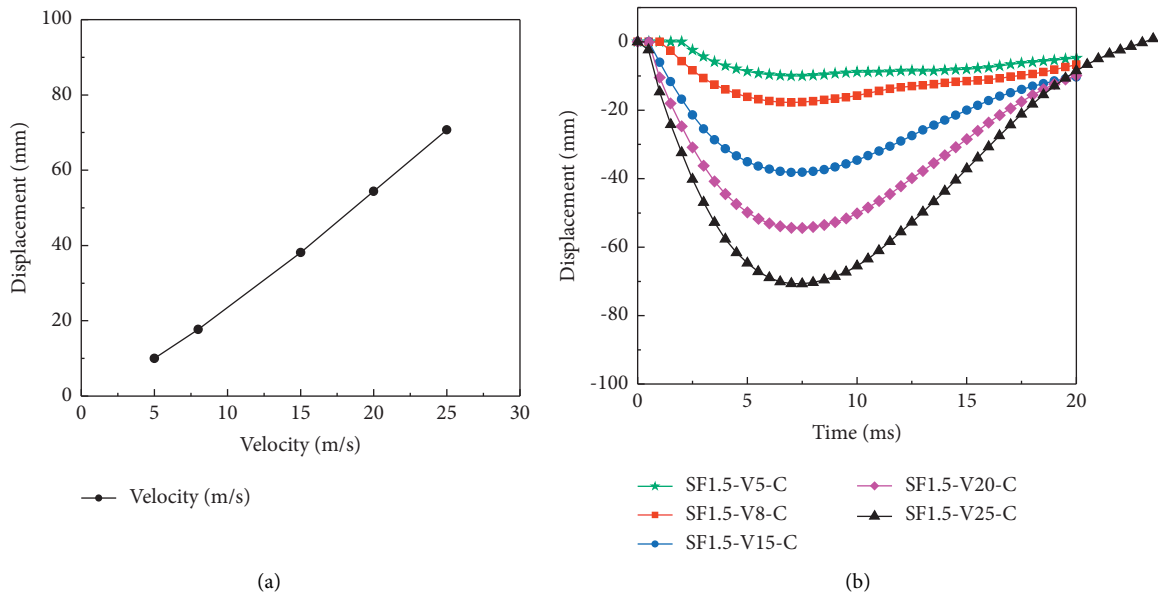 100
80
60
40
20
0
Displacement (mm)
0 5 10 15 20 25 30
Velocity (m/s)
Velocity (m/s)
(a)
0
-20
-40
-60
-80
-100
Displacement (mm)
0 5 10 15 20
Time (ms)
SF1.5-V5-C
SF1.5-V8-C
SF1.5-V15-C
SF1.5-V20-C
SF1.5-V25-C
(b)